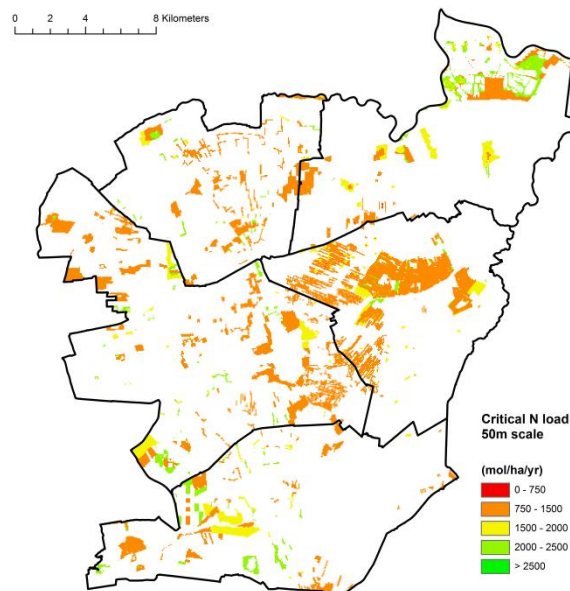 0 2 4 8 Kilometers
Critical N load
50m scale
(mol/ha/yr)
0 - 750
750 - 1500
1500 - 2000
2000 - 2500
> 2500